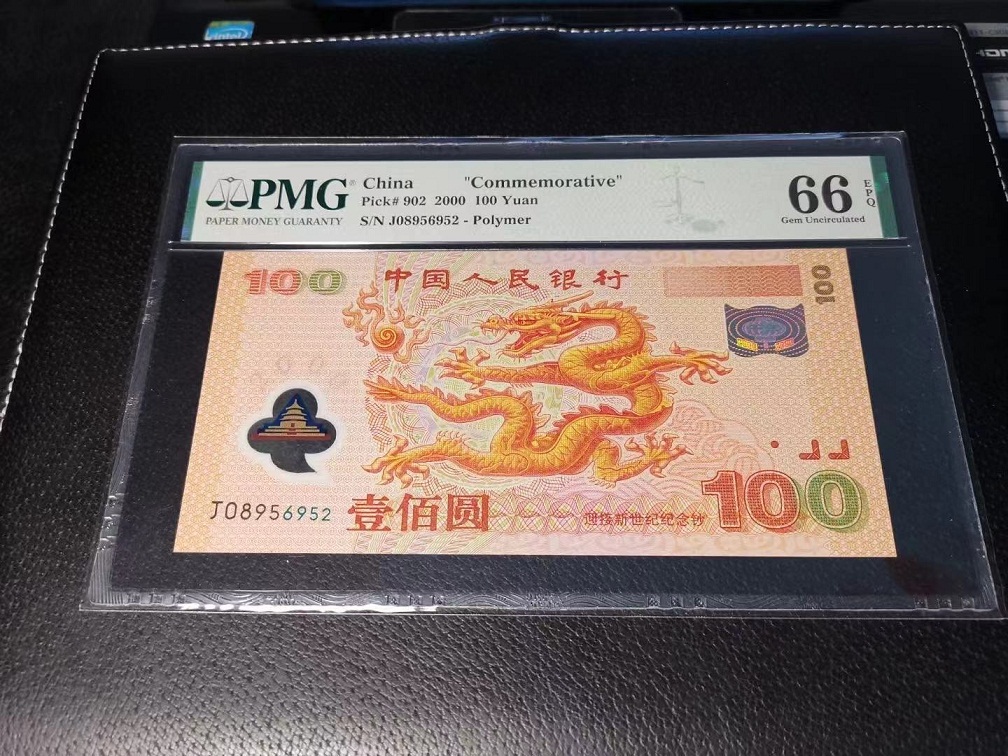 intel
PMG
PAPER MONEY GUARANTY
China "Commemorative"
Pick# 902 2000 100 Yuan
S/N J08956952 - Polymer
66
EPQ
Gem Uncirculated
100
中国人民银行
100
J08956952
壹佰圆
迎接新世纪纪念钞
100